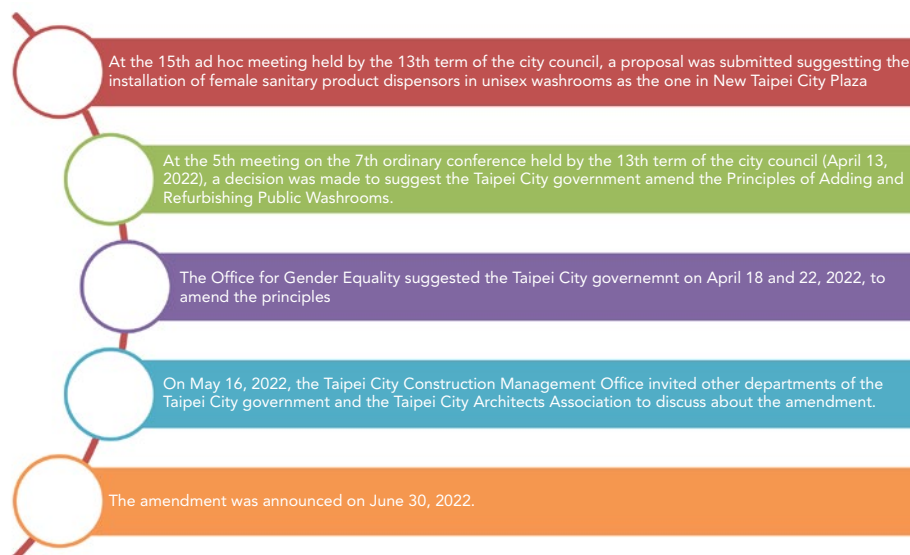 At the 15th ad hoc meeting held by the 13th term of the city council, a proposal was submitted suggestting the
installation of female sanitary product dispensors in unisex washrooms as the one in New Taipei City Plaza
At the 5th meeting on the 7th ordinary conference held by the 13th term of the city council (April 13,
2022), a decision was made to suggest the Taipei City government amend the Principles of Adding and
Refurbishing Public Washrooms.
The Office for Gender Equality suggested the Taipei City governemnt on April 18 and 22, 2022, to
amend the principles
On May 16, 2022, the Taipei City Construction Management Office invited other departments of the
Taipei City government and the Taipei City Architects Association to discuss about the amendment.
The amendment was announced on June 30, 2022.